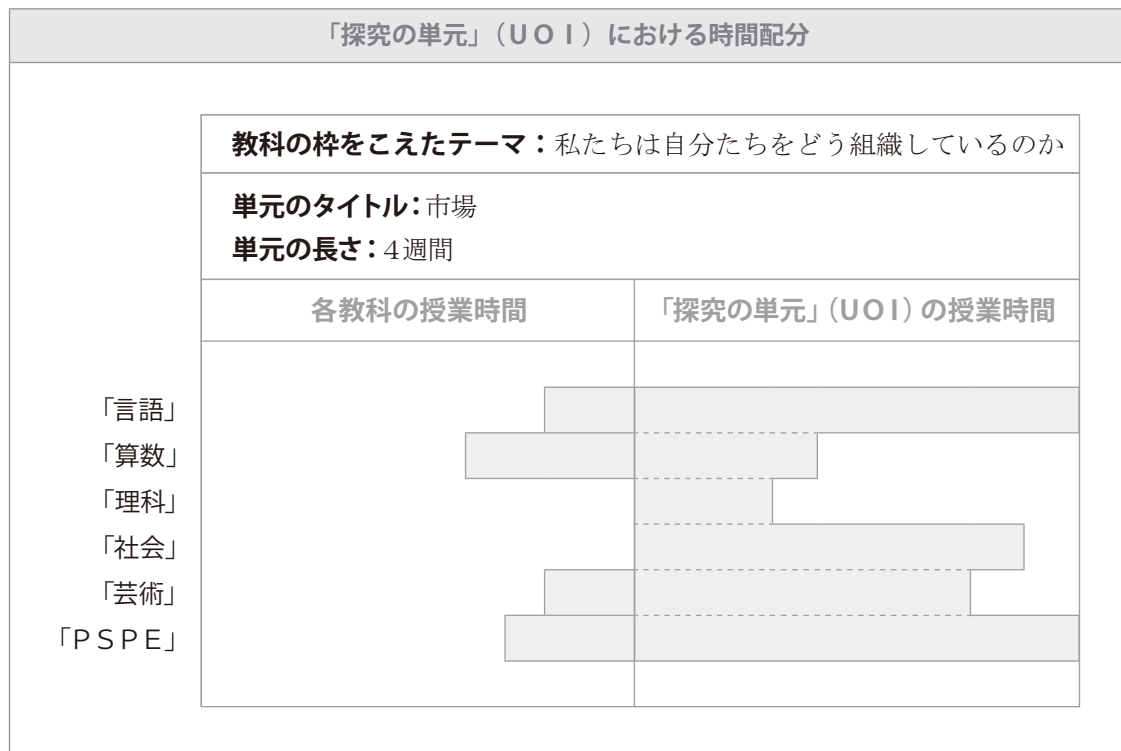 「探究の単元」（ＵＯＩ）における時間配分
教科の枠をこえたテーマ：私たちは自分たちをどう組織しているのか
単元のタイトル：市場
単元の長さ：４週間
各教科の授業時間
「探究の単元」（ＵＯＩ）の授業時間
「言語」
「算数」
「理科」
「社会」
「芸術」
「ＰＳＰＥ」